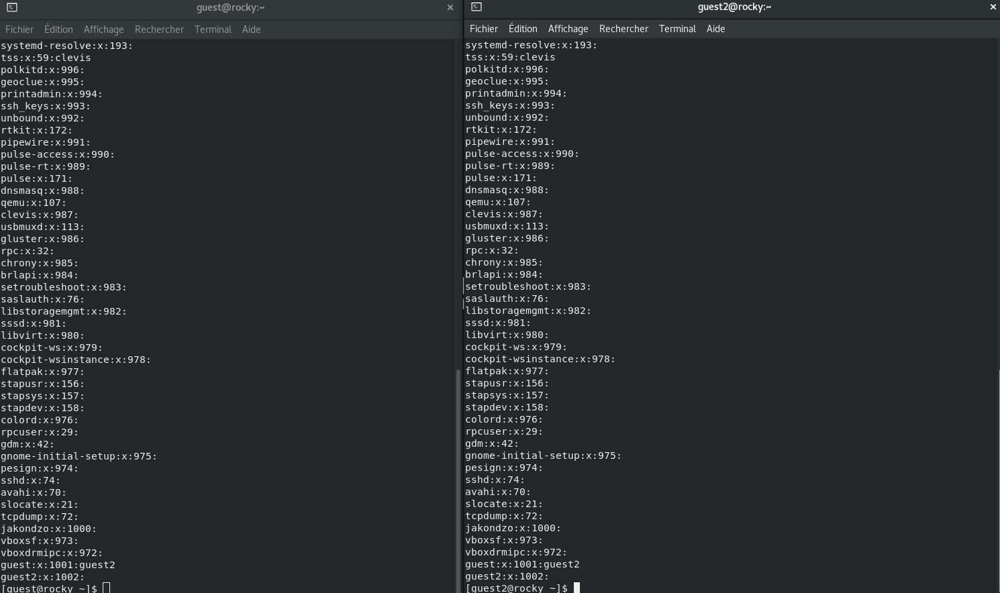 guest@rocky:~
Fichier Édition Affichage Rechercher Terminal Aide
systemd-resolve:x:193:
tss:x:59:clevis
polkitd:x:996:
geoclue:x:995:
printadmin:x:994:
ssh_keys:x:993:
unbound:x:992:
rtkit:x:172:
pipewire:x:991:
pulse-access:x:990:
pulse-rt:x:989:
pulse:x:171:
dnsmasq:x:988:
qemu:x:107:
clevis:x:987:
usbmuxd:x:113:
gluster:x:986:
rpc:x:32:
chrony:x:985:
brlapi:x:984:
setroubleshoot:x:983:
saslauth:x:76:
libstoragemgmt:x:982:
sssd:x:981:
libvirt:x:980:
cockpit-ws:x:979:
cockpit-wsinstance:x:978:
flatpak:x:977:
stapusr:x:156:
stapsys:x:157:
stapdev:x:158:
colord:x:976:
rpcuser:x:29:
gdm:x:42:
gnome-initial-setup:x:975:
pesign:x:974:
sshd:x:74:
avahi:x:70:
slocate:x:21:
tcpdump:x:72:
jakondzo:x:1000:
vboxsf:x:973:
vboxdrmipc:x:972:
guest:x:1001:guest2
guest2:x:1002:
[guest@rocky ~]$
guest2@rocky:~
Fichier Édition Affichage Rechercher Terminal Aide
systemd-resolve:x:193:
tss:x:59:clevis
polkitd:x:996:
geoclue:x:995:
printadmin:x:994:
ssh_keys:x:993:
unbound:x:992:
rtkit:x:172:
pipewire:x:991:
pulse-access:x:990:
pulse-rt:x:989:
pulse:x:171:
dnsmasq:x:988:
qemu:x:107:
clevis:x:987:
usbmuxd:x:113:
gluster:x:986:
rpc:x:32:
chrony:x:985:
brlapi:x:984:
setroubleshoot:x:983:
saslauth:x:76:
libstoragemgmt:x:982:
sssd:x:981:
libvirt:x:980:
cockpit-ws:x:979:
cockpit-wsinstance:x:978:
flatpak:x:977:
stapusr:x:156:
stapsys:x:157:
stapdev:x:158:
colord:x:976:
rpcuser:x:29:
gdm:x:42:
gnome-initial-setup:x:975:
pesign:x:974:
sshd:x:74:
avahi:x:70:
slocate:x:21:
tcpdump:x:72:
jakondzo:x:1000:
vboxsf:x:973:
vboxdrmipc:x:972:
guest:x:1001:guest2
guest2:x:1002:
[guest2@rocky ~]$